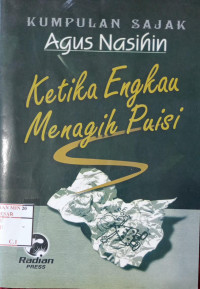 KUMPULAN SAJAK
Agus Nasihin
Ketika Engkau
Menagih Puisi
Radian
PRESS